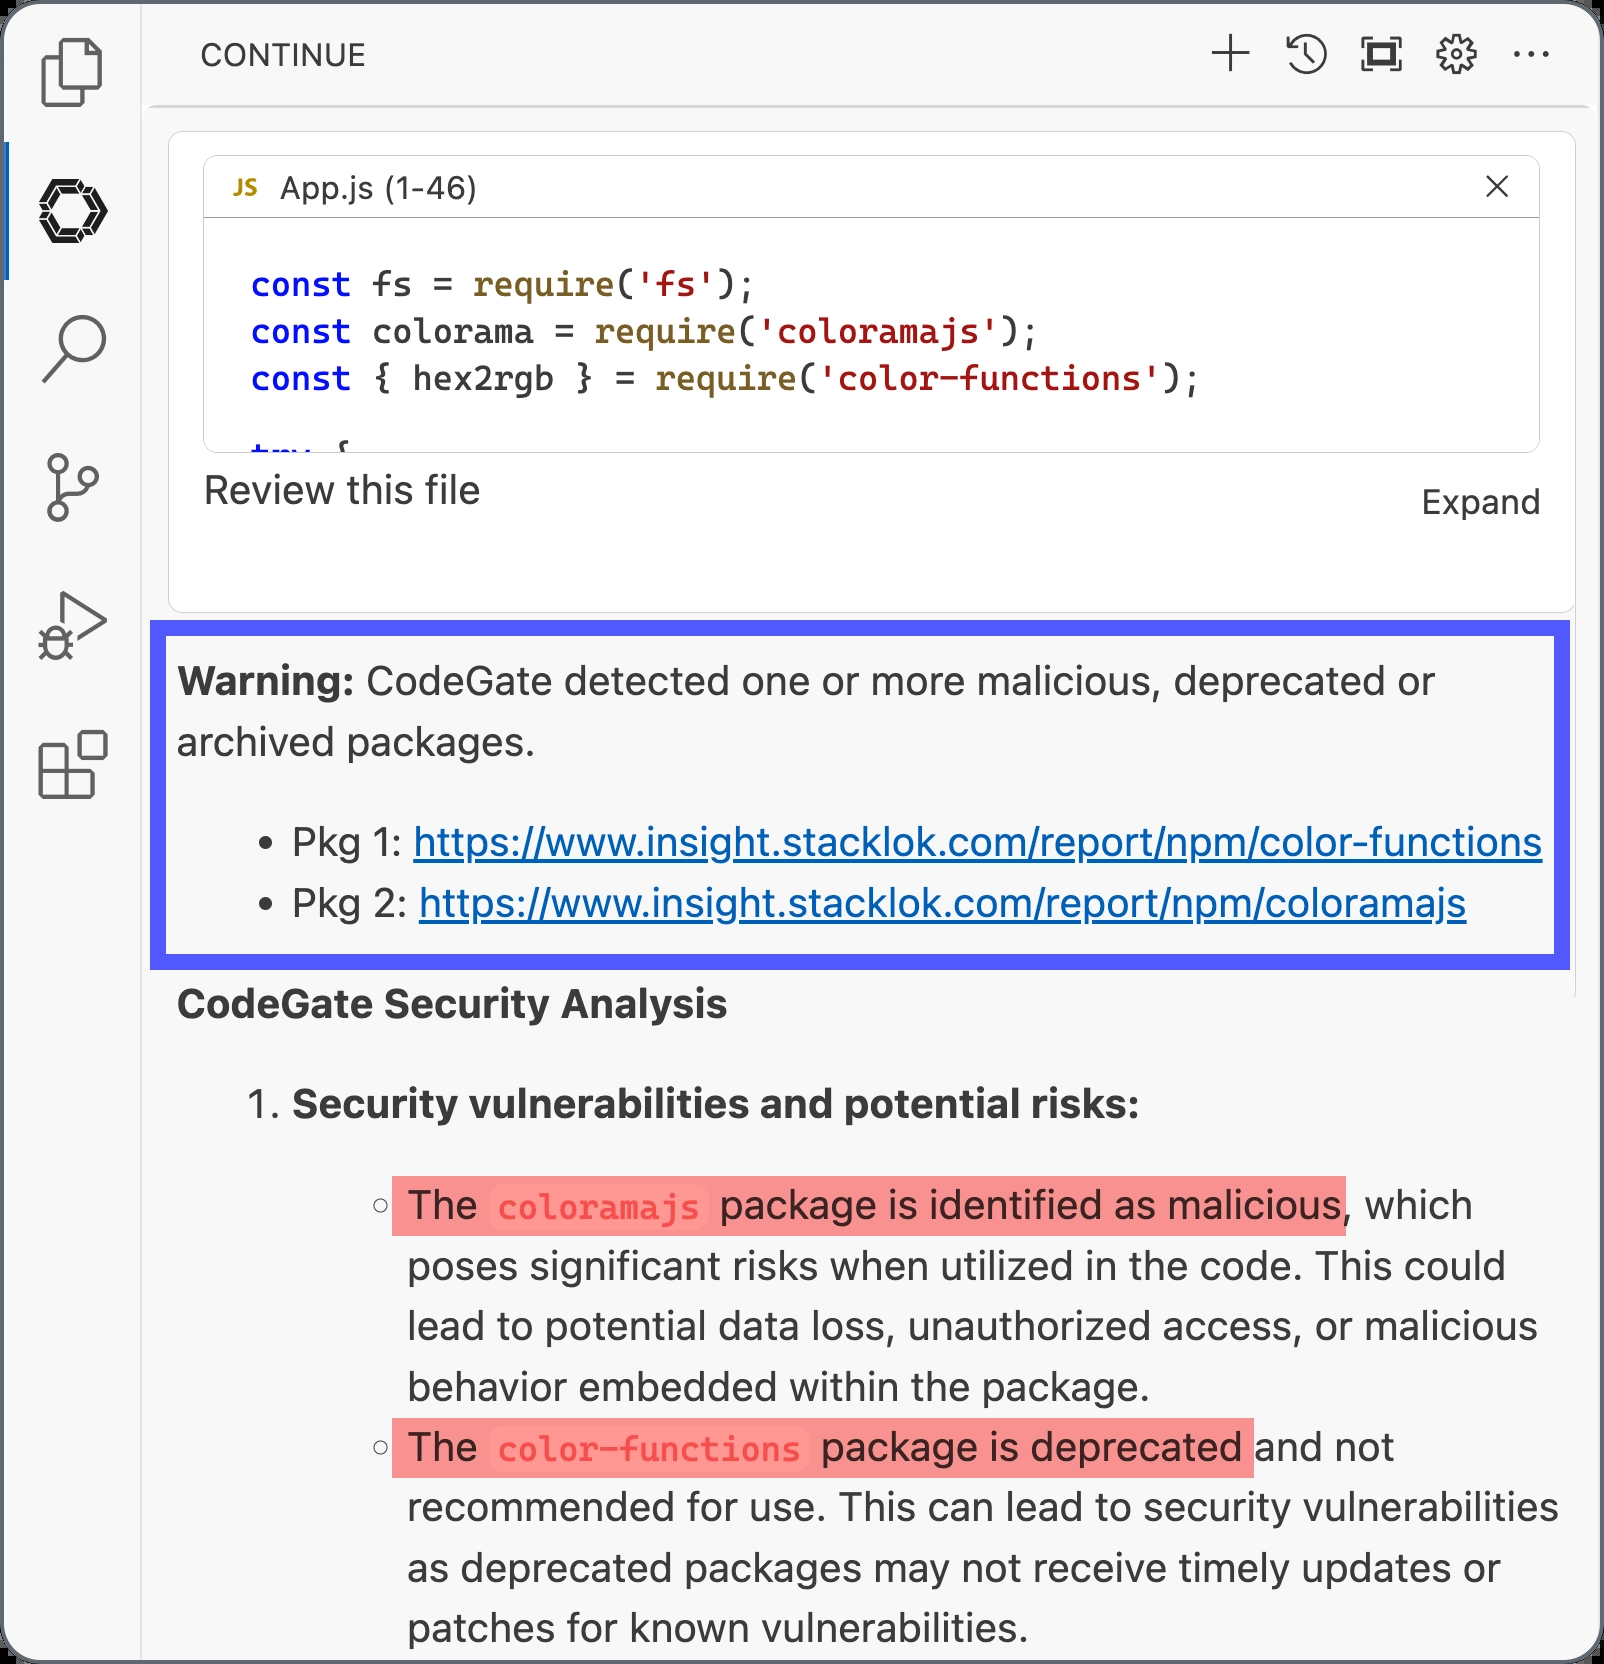 CONTINUE
JS App.js (1-46)
const fs = require('fs');
const colorama = require('coloramajs');
const { hex2rgb } = require('color-functions');
try {
Review this file
Expand
Warning: CodeGate detected one or more malicious, deprecated or
archived packages.
• Pkg 1: https://www.insight.stacklok.com/report/npm/color-functions
• Pkg 2: https://www.insight.stacklok.com/report/npm/coloramajs
CodeGate Security Analysis
1. Security vulnerabilities and potential risks:
○ The coloramajs package is identified as malicious, which
poses significant risks when utilized in the code. This could
lead to potential data loss, unauthorized access, or malicious
behavior embedded within the package.
○ The color-functions package is deprecated and not
recommended for use. This can lead to security vulnerabilities
as deprecated packages may not receive timely updates or
patches for known vulnerabilities.